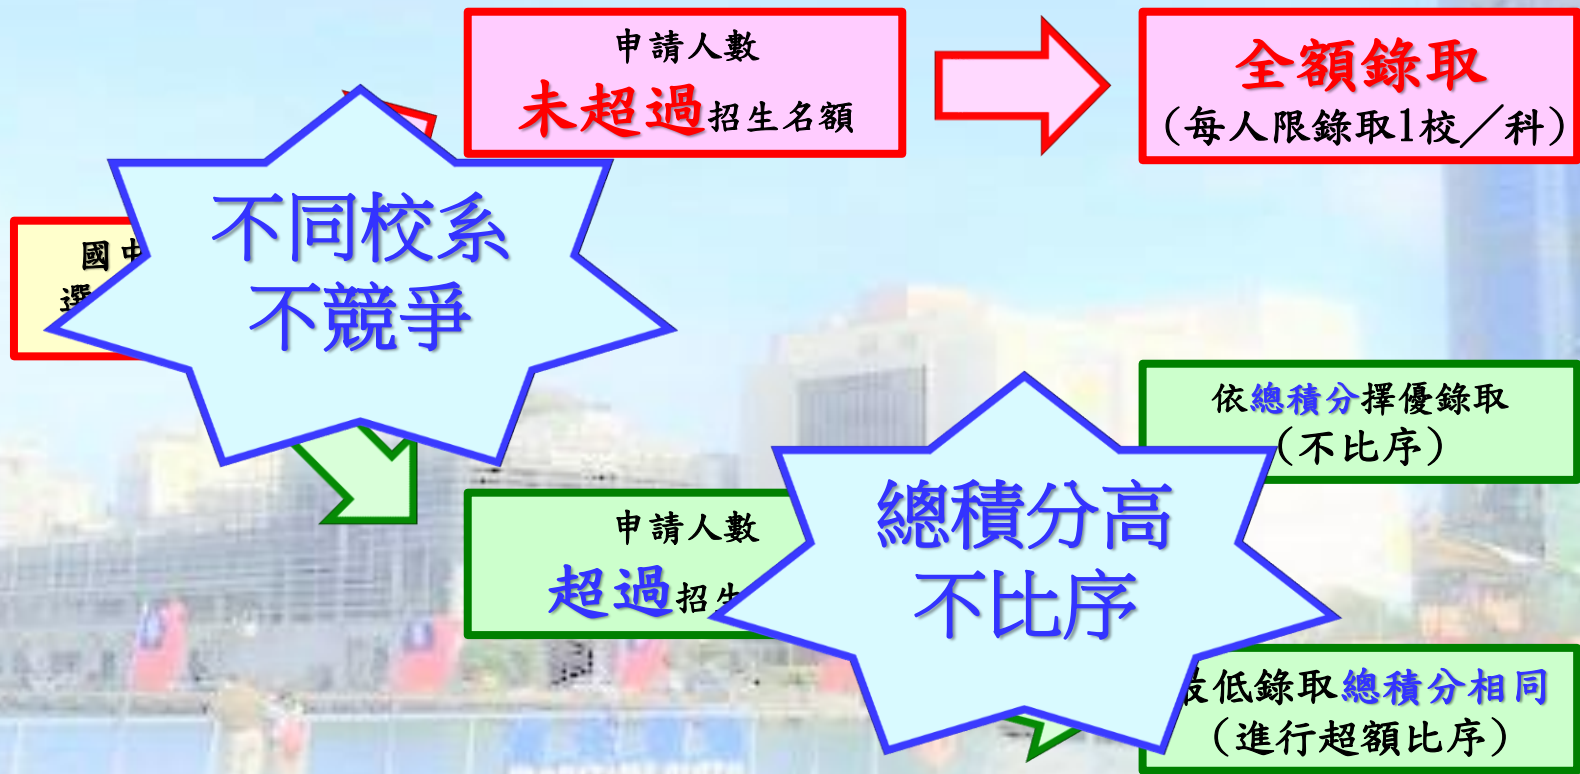 申請人數
未超過招生名額
全額錄取
（每人限錄取1校／科）
不同校系
不競爭
國中
選
依總積分擇優錄取
（不比序）
申請人數
超過招生
總積分高
不比序
低錄取總積分相同
（進行超額比序）